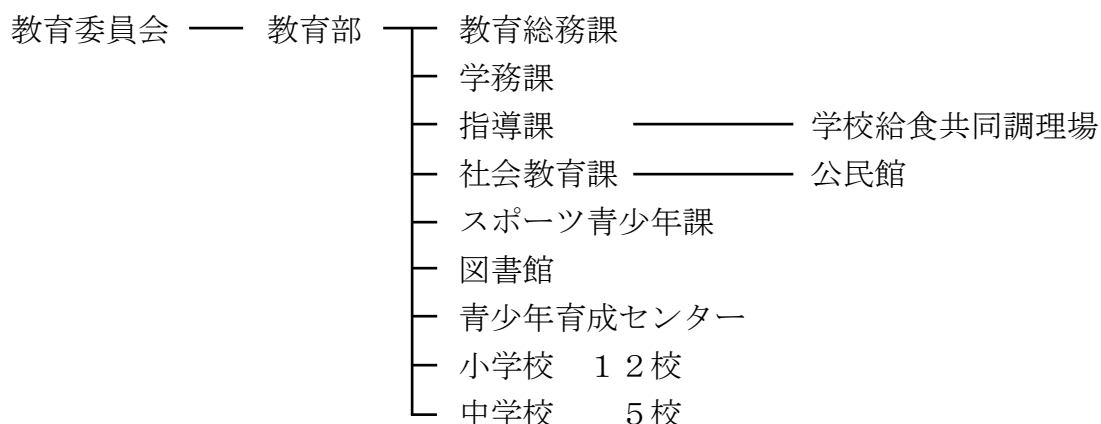 教育委員会 教育部 教育総務課
学務課
指導課 学校給食共同調理場
社会教育課 公民館
スポーツ青少年課
図書館
青少年育成センター
小学校 １２校
中学校 ５校